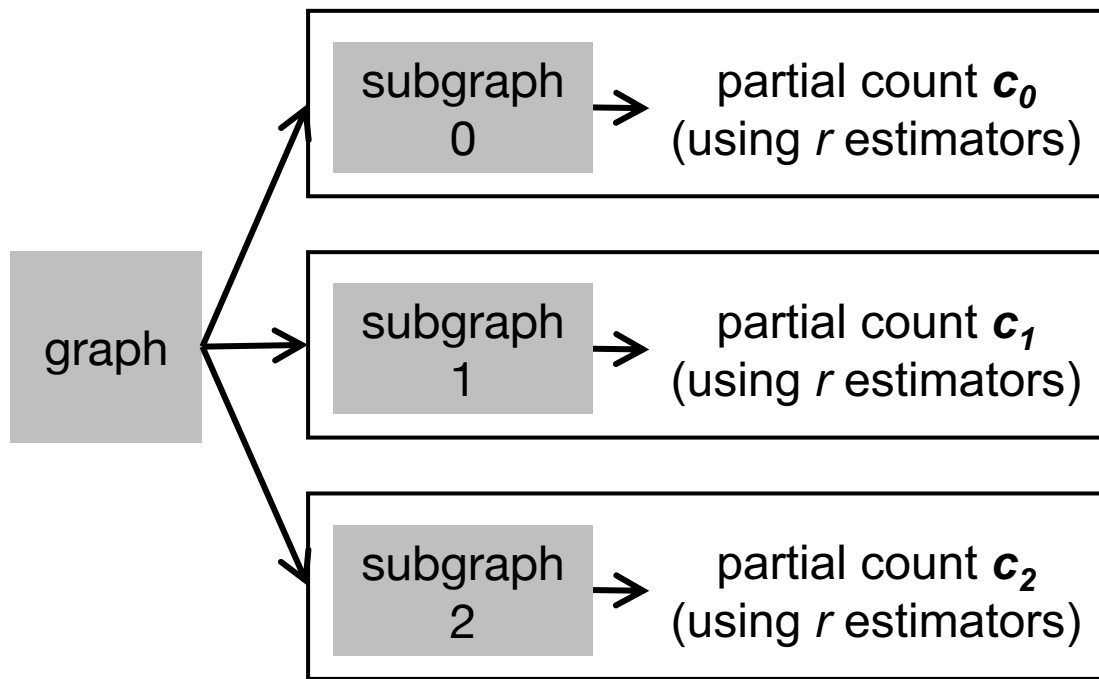 graph
subgraph
0
partial count c₀
(using r estimators)
subgraph
1
partial count c₁
(using r estimators)
subgraph
2
partial count c₂
(using r estimators)